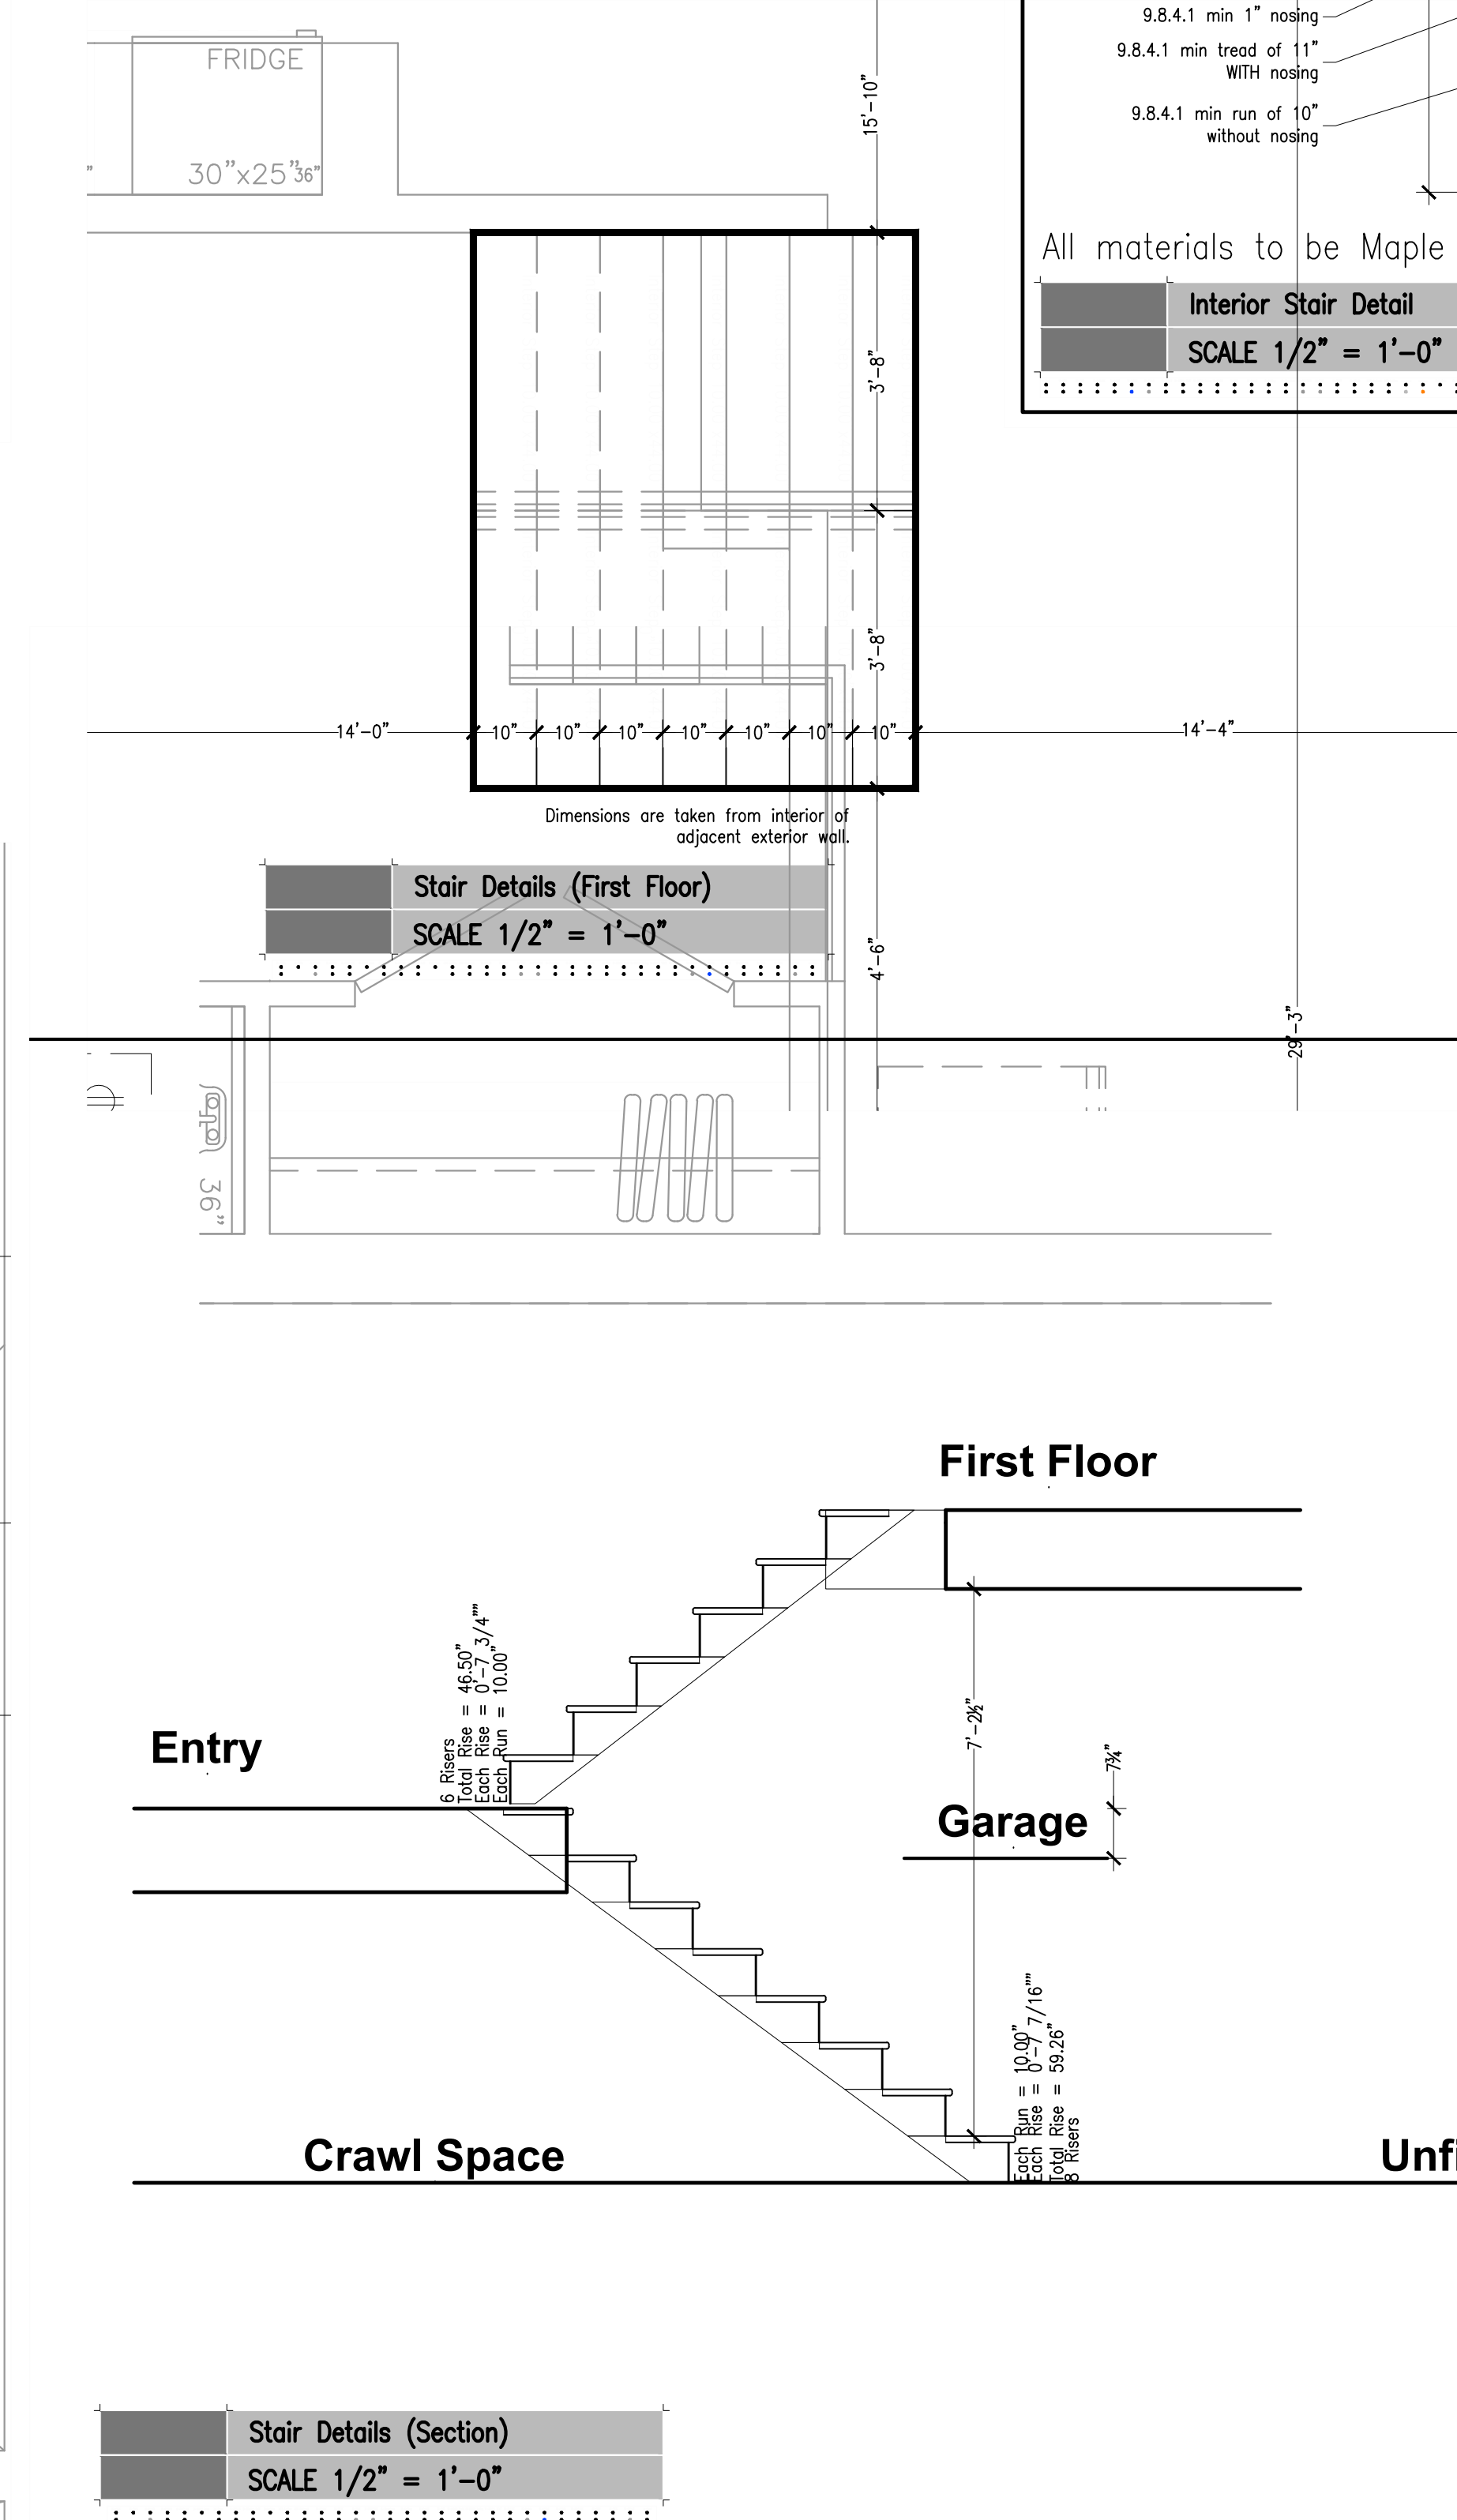 9.8.4.1 min 1" nosing
9.8.4.1 min tread of 11"
WITH nosing
9.8.4.1 min run of 10"
without nosing
All materials to be Maple
Interior Stair Detail
SCALE 1/2" = 1'-0"
FRIDGE
30"x25"
36"
"
15'-10"
3'-8"
3'-8"
14'-0"
10"
10"
10"
10"
10"
10"
10"
14'-4"
Dimensions are taken from interior of
adjacent exterior wall.
Stair Details (First Floor)
SCALE 1/2" = 1'-0"
4'-6"
29'-3"
36"
First Floor
6 Risers
Total Rise = 46.50"
Each Rise = 0'-7 3/4""
Each Run = 10.00"
Entry
7'-2½"
7¾"
Garage
Each Run = 10.00"
Each Rise = 0'-7 7/16""
Total Rise = 59.26"
8 Risers
Crawl Space
Unfi
Stair Details (Section)
SCALE 1/2" = 1'-0"